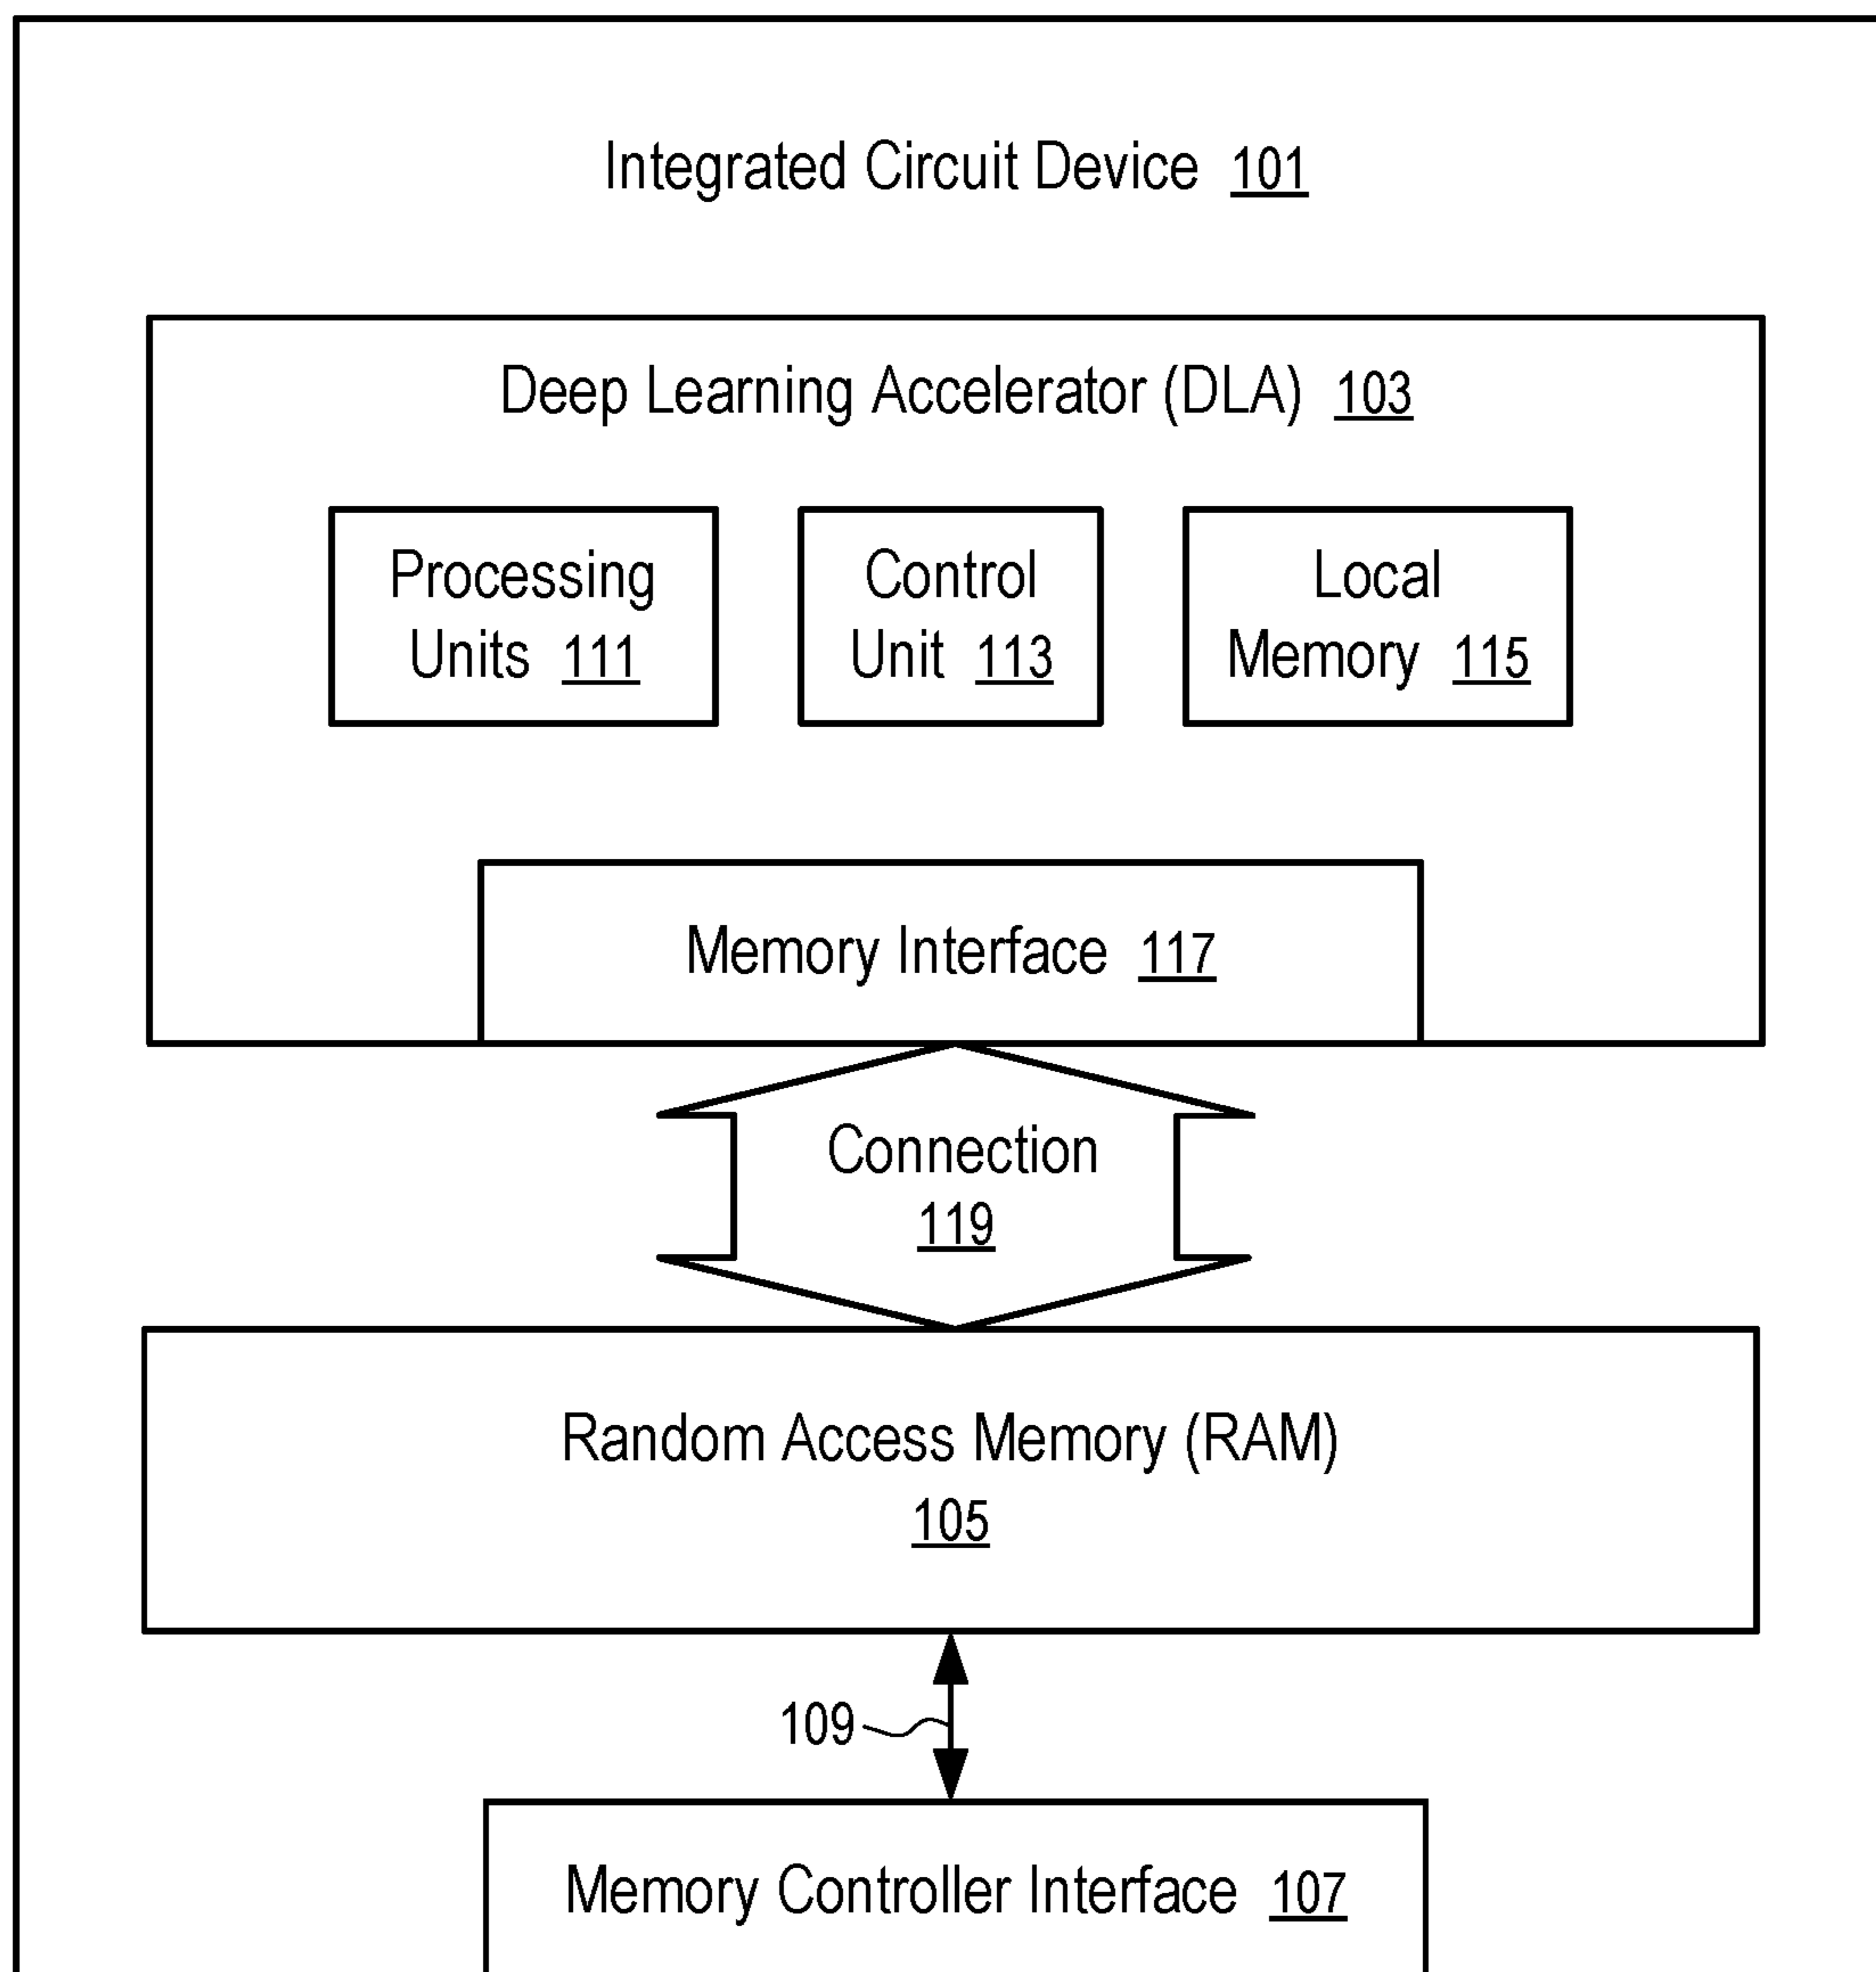 Integrated Circuit Device 101
Deep Learning Accelerator (DLA) 103
Processing
Units 111
Control
Unit 113
Local
Memory 115
Memory Interface 117
Connection
119
Random Access Memory (RAM)
105
109
Memory Controller Interface 107